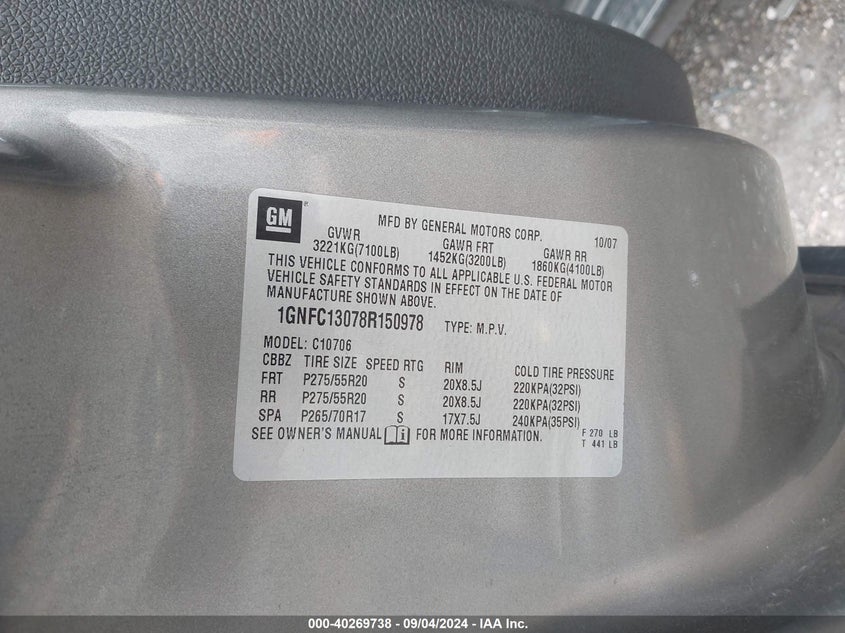 GM ®
MFD BY GENERAL MOTORS CORP. 10/07
GVWR GAWR FRT GAWR RR
3221KG(7100LB) 1452KG(3200LB) 1860KG(4100LB)
THIS VEHICLE CONFORMS TO ALL APPLICABLE U.S. FEDERAL MOTOR
VEHICLE SAFETY STANDARDS IN EFFECT ON THE DATE OF
MANUFACTURE SHOWN ABOVE.
1GNFC13078R150978 TYPE: M.P.V.
MODEL: C10706
CBBZ TIRE SIZE SPEED RTG RIM COLD TIRE PRESSURE
FRT P275/55R20 S 20X8.5J 220KPA(32PSI)
RR P275/55R20 S 20X8.5J 220KPA(32PSI)
SPA P265/70R17 S 17X7.5J 240KPA(35PSI)
SEE OWNER'S MANUAL i FOR MORE INFORMATION.
F 270 LB
T 441 LB
000-40269738 - 09/04/2024 - IAA Inc.